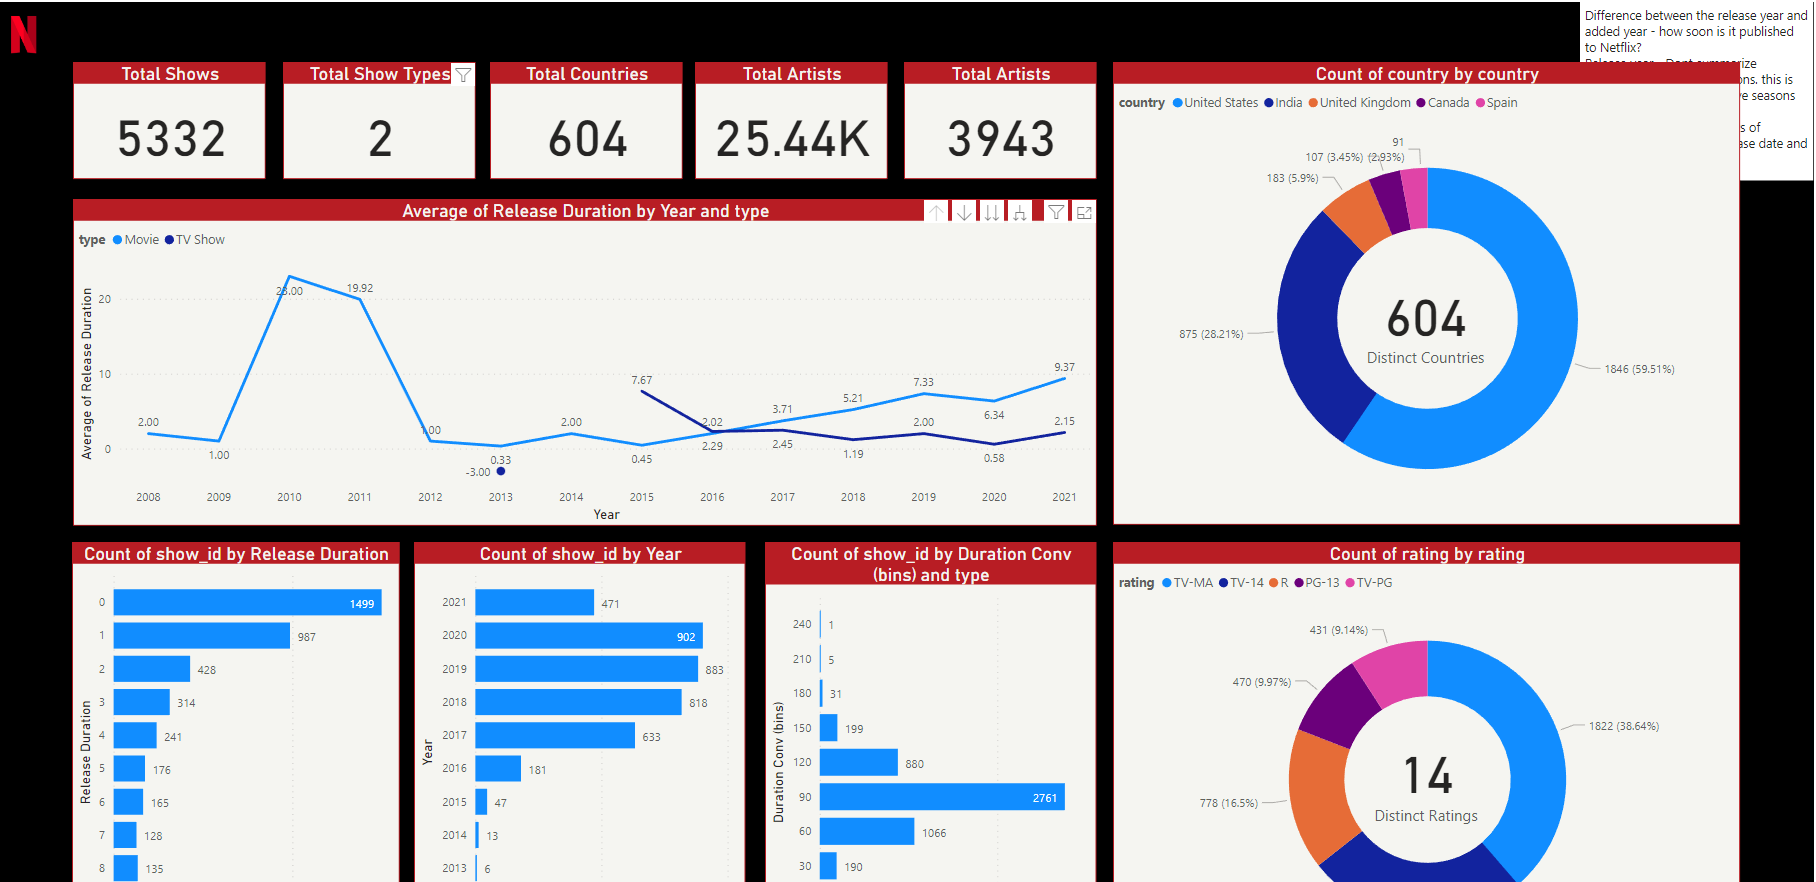 N
Difference between the release year and
added year - how soon is it published
to Netflix?
ons. this is
e seasons
s of
ase date and
Total Shows
5332
Total Show Types
2
Total Countries
604
Total Artists
25.44K
Total Artists
3943
Count of country by country
country United States India United Kingdom Canada Spain
91
107 (3.45%) (2.93%)
183 (5.9%)
875 (28.21%)
1846 (59.51%)
604
Distinct Countries
Average of Release Duration by Year and type
type Movie TV Show
Average of Release Duration
20
10
0
2.00
1.00
23.00
19.92
1.00
0.33
-3.00
2.00
7.67
0.45
2.02
2.29
3.71
2.45
5.21
1.19
7.33
2.00
6.34
0.58
9.37
2.15
2008 2009 2010 2011 2012 2013 2014 2015 2016 2017 2018 2019 2020 2021
Year
Count of show_id by Release Duration
Release Duration
0 1499
1 987
2 428
3 314
4 241
5 176
6 165
7 128
8 135
Count of show_id by Year
Year
2021 471
2020 902
2019 883
2018 818
2017 633
2016 181
2015 47
2014 13
2013 6
Count of show_id by Duration Conv
(bins) and type
Duration Conv (bins)
240 1
210 5
180 31
150 199
120 880
90 2761
60 1066
30 190
Count of rating by rating
rating TV-MA TV-14 R PG-13 TV-PG
431 (9.14%)
470 (9.97%)
778 (16.5%)
1822 (38.64%)
14
Distinct Ratings